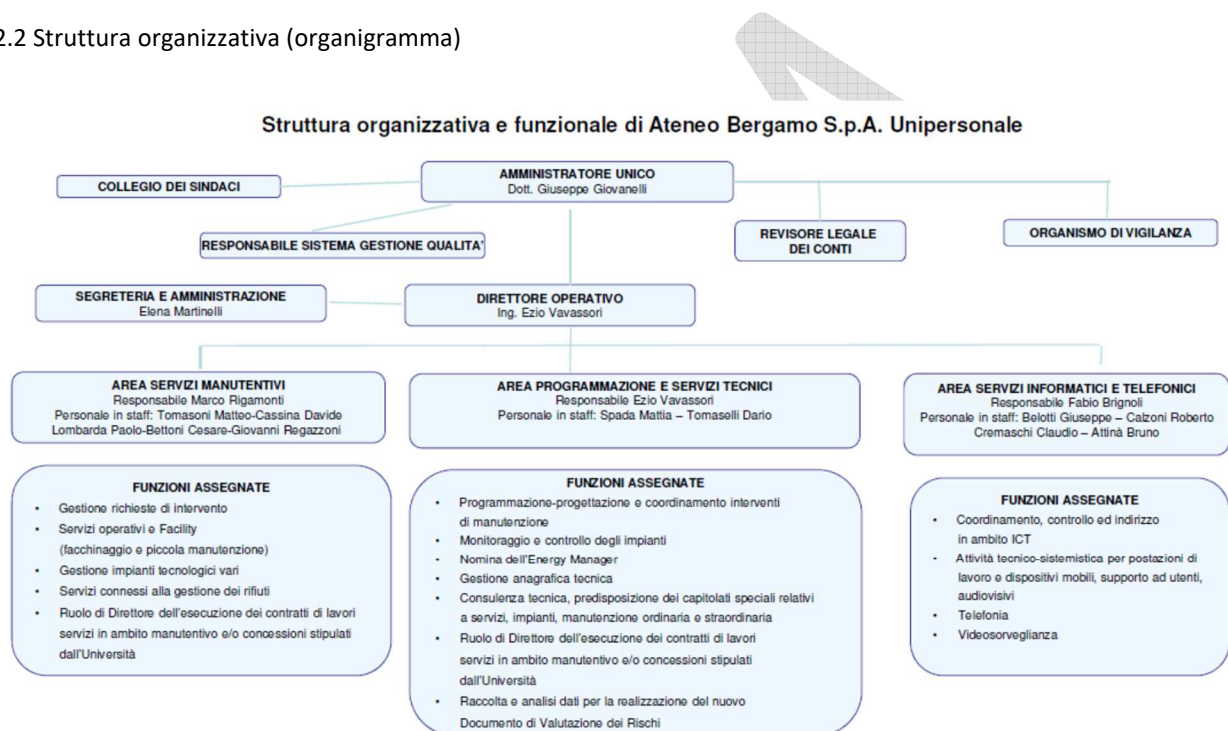 2.2 Struttura organizzativa (organigramma)
Struttura organizzativa e funzionale di Ateneo Bergamo S.p.A. Unipersonale
AMMINISTRATORE UNICO
Dott. Giuseppe Giovanelli
COLLEGIO DEI SINDACI
RESPONSABILE SISTEMA GESTIONE QUALITA'
REVISORE LEGALE
DEI CONTI
ORGANISMO DI VIGILANZA
SEGRETERIA E AMMINISTRAZIONE
Elena Martinelli
DIRETTORE OPERATIVO
Ing. Ezio Vavassori
AREA SERVIZI MANUTENTIVI
Responsabile Marco Rigamonti
Personale in staff: Tomasoni Matteo-Cassina Davide
Lombarda Paolo-Bettoni Cesare-Giovanni Regazzoni
AREA PROGRAMMAZIONE E SERVIZI TECNICI
Responsabile Ezio Vavassori
Personale in staff: Spada Mattia – Tomaselli Dario
AREA SERVIZI INFORMATICI E TELEFONICI
Responsabile Fabio Brignoli
Personale in staff: Belotti Giuseppe – Calzoni Roberto
Cremaschi Claudio – Attinà Bruno
FUNZIONI ASSEGNATE
• Gestione richieste di intervento
• Servizi operativi e Facility
(facchinaggio e piccola manutenzione)
• Gestione impianti tecnologici vari
• Servizi connessi alla gestione dei rifiuti
• Ruolo di Direttore dell'esecuzione dei contratti di lavori
servizi in ambito manutentivo e/o concessioni stipulati
dall'Università
FUNZIONI ASSEGNATE
• Programmazione-progettazione e coordinamento interventi
di manutenzione
• Monitoraggio e controllo degli impianti
• Nomina dell'Energy Manager
• Gestione anagrafica tecnica
• Consulenza tecnica, predisposizione dei capitolati speciali relativi
a servizi, impianti, manutenzione ordinaria e straordinaria
• Ruolo di Direttore dell'esecuzione dei contratti di lavori
servizi in ambito manutentivo e/o concessioni stipulati
dall'Università
• Raccolta e analisi dati per la realizzazione del nuovo
Documento di Valutazione dei Rischi
FUNZIONI ASSEGNATE
• Coordinamento, controllo ed indirizzo
in ambito ICT
• Attività tecnico-sistemistica per postazioni di
lavoro e dispositivi mobili, supporto ad utenti,
audiovisivi
• Telefonia
• Videosorveglianza